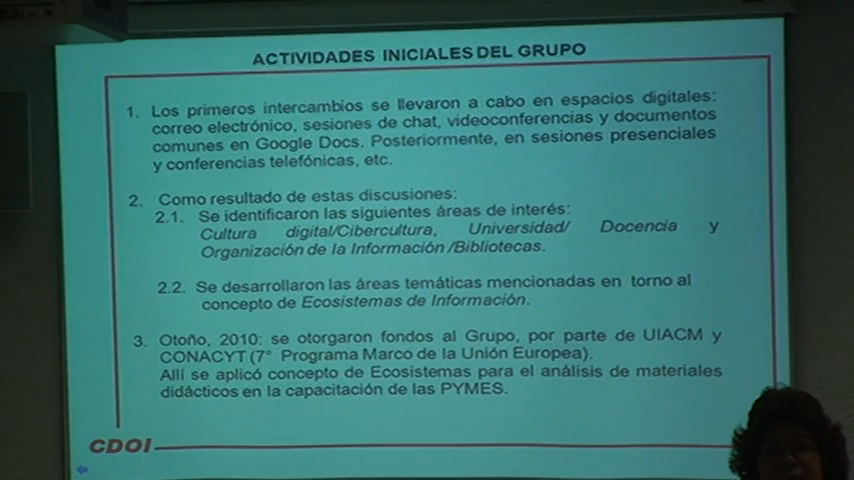 ACTIVIDADES INICIALES DEL GRUPO
1. Los primeros intercambios se llevaron a cabo en espacios digitales:
correo electrónico, sesiones de chat, videoconferencias y documentos
comunes en Google Docs. Posteriormente, en sesiones presenciales
y conferencias telefónicas, etc.
2. Como resultado de estas discusiones:
2.1. Se identificaron las siguientes áreas de interés:
Cultura digital/Cibercultura, Universidad/ Docencia y
Organización de la Información /Bibliotecas.
2.2. Se desarrollaron las áreas temáticas mencionadas en torno al
concepto de Ecosistemas de Información.
3. Otoño, 2010: se otorgaron fondos al Grupo, por parte de UIACM y
CONACYT (7° Programa Marco de la Unión Europea).
Allí se aplicó concepto de Ecosistemas para el análisis de materiales
didácticos en la capacitación de las PYMES.
CDOI